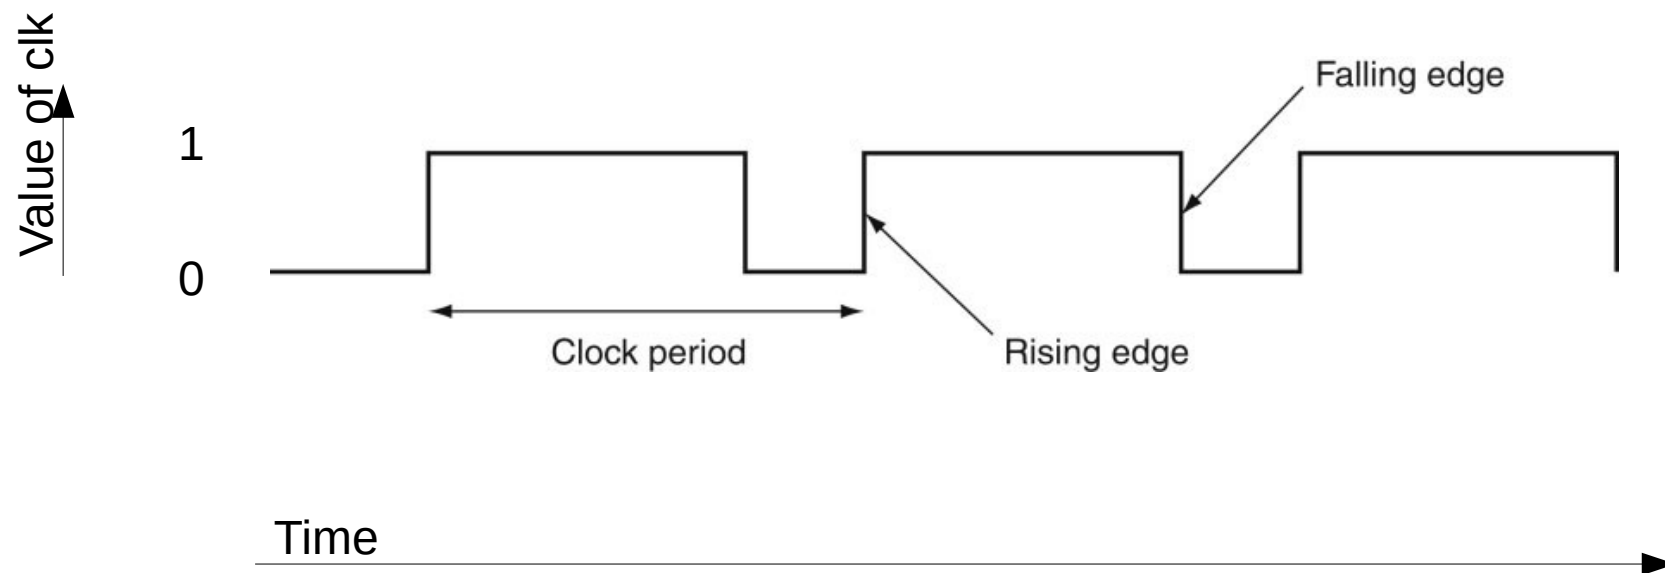 Value of clk
Falling edge
1
0
Clock period
Rising edge
Time